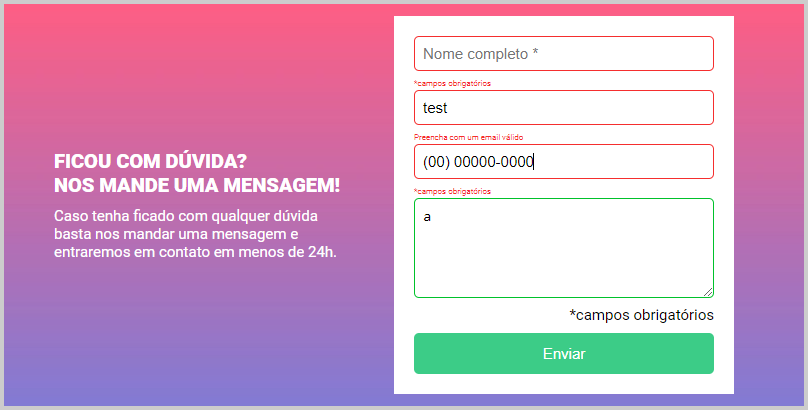 FICOU COM DÚVIDA?
NOS MANDE UMA MENSAGEM!
Caso tenha ficado com qualquer dúvida
basta nos mandar uma mensagem e
entraremos em contato em menos de 24h.
Nome completo *
*campos obrigatórios
test
Preencha com um email válido
(00) 00000-0000
*campos obrigatórios
a
*campos obrigatórios
Enviar